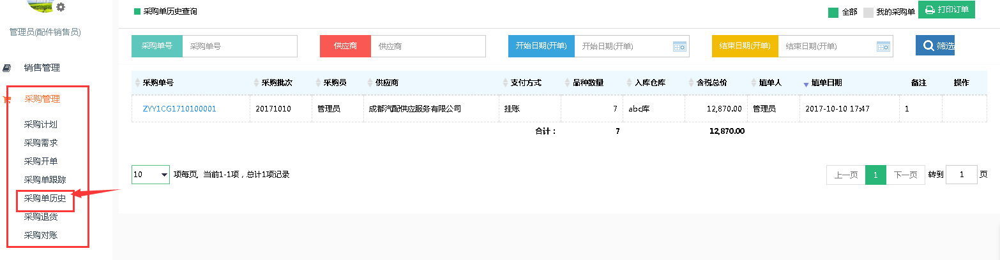 管理员(配件销售员)
销售管理
采购管理
采购计划
采购需求
采购开单
采购单跟踪
采购单历史
采购退货
采购对账
采购单历史查询
全部 我的采购单 打印订单
采购单号 采购单号 供应商 供应商 开始日期(开单) 开始日期(开单) 结束日期(开单) 结束日期(开单) 筛选
采购单号 采购批次 采购员 供应商 支付方式 品种数量 入库仓库 含税总价 填单人 填单日期 备注 操作
ZYY1CG1710100001 20171010 管理员 成都汽配供应服务有限公司 挂账 7 abc库 12,870.00 管理员 2017-10-10 17:47 1
合计： 7 12,870.00
10 项每页, 当前1-1项，总计1项记录 上一页 1 下一页 转到 1 页